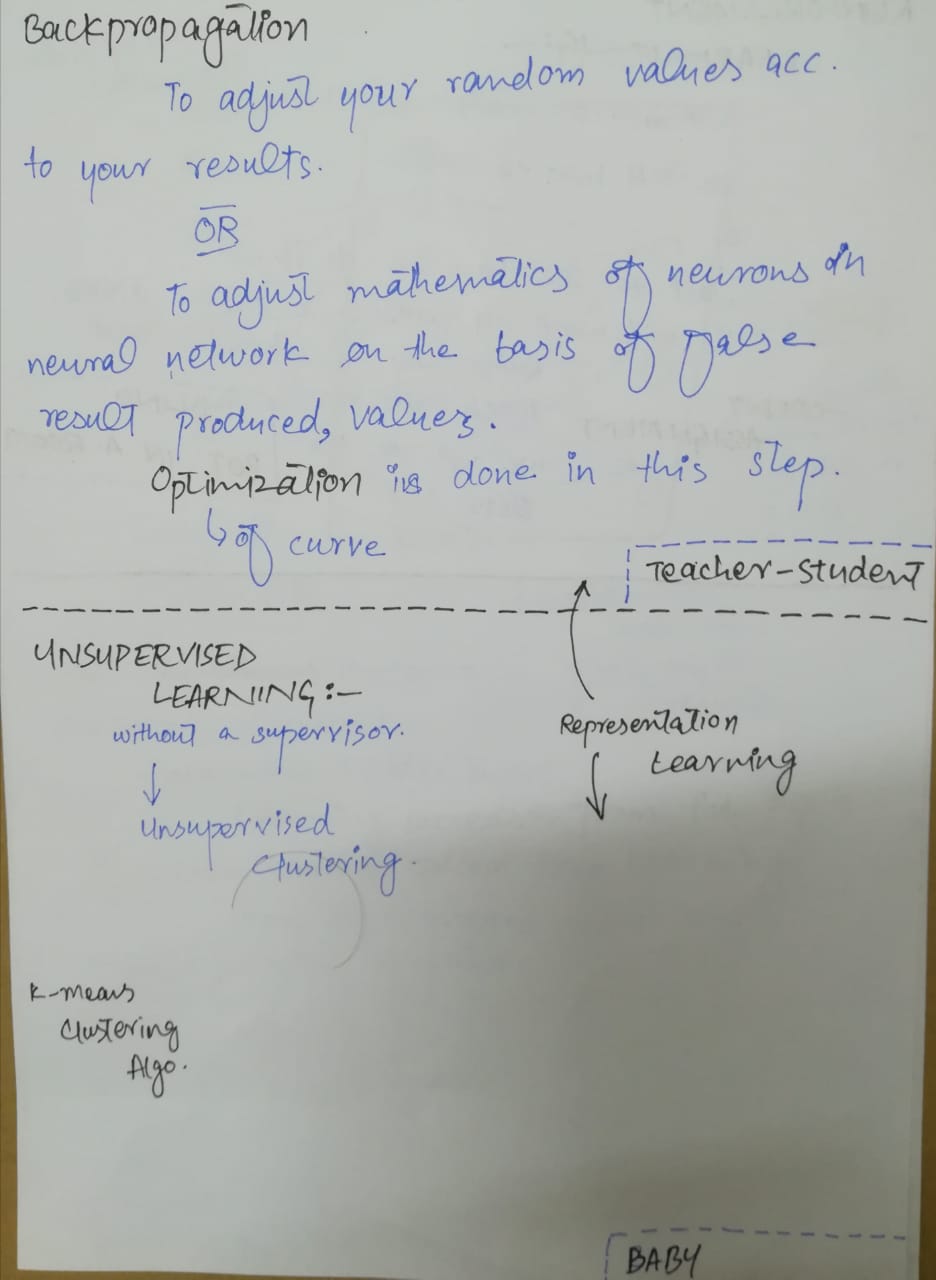 Backpropagation
To adjust your random values acc.
to your results.
OR
To adjust mathematics of neurons in
neural network on the basis of false
result produced, values.
Optimization is done in this step.
↳ of curve
Teacher-Student
UNSUPERVISED
LEARNIING :-
without a supervisor.
↓
Unsupervised
Clustering.
Representation
Learning
↓
K-means
Clustering
Algo.
BABY